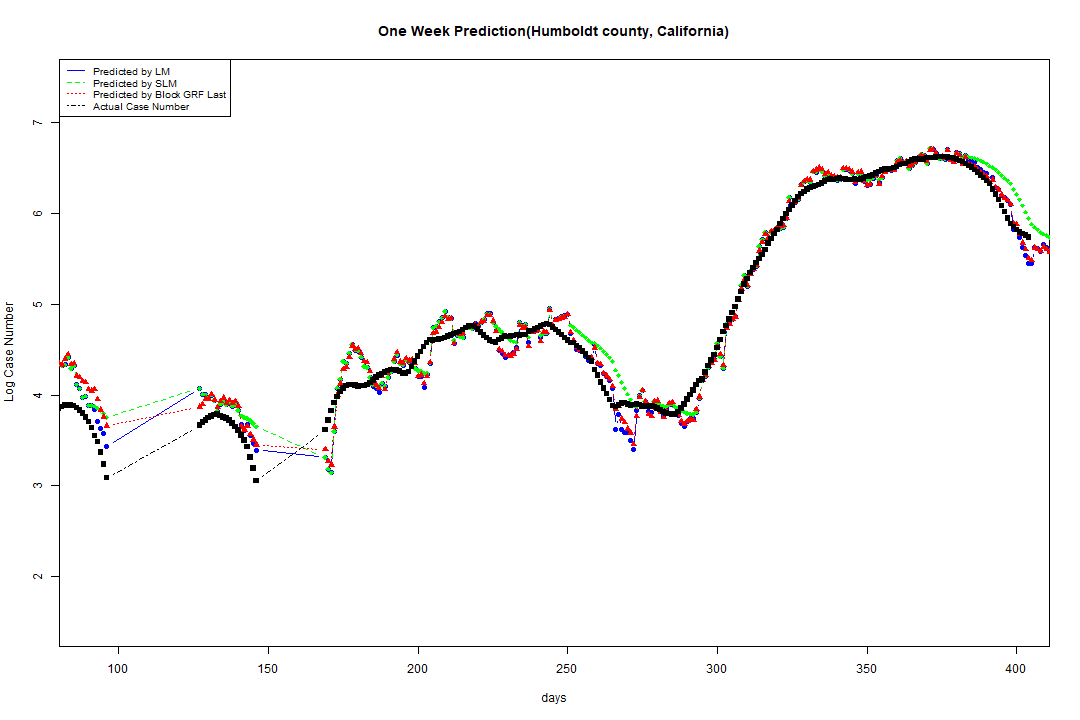 One Week Prediction(Humboldt county, California)
Predicted by LM
Predicted by SLM
Predicted by Block GRF Last
Actual Case Number
Log Case Number
7
6
5
4
3
2
100 150 200 250 300 350 400
days